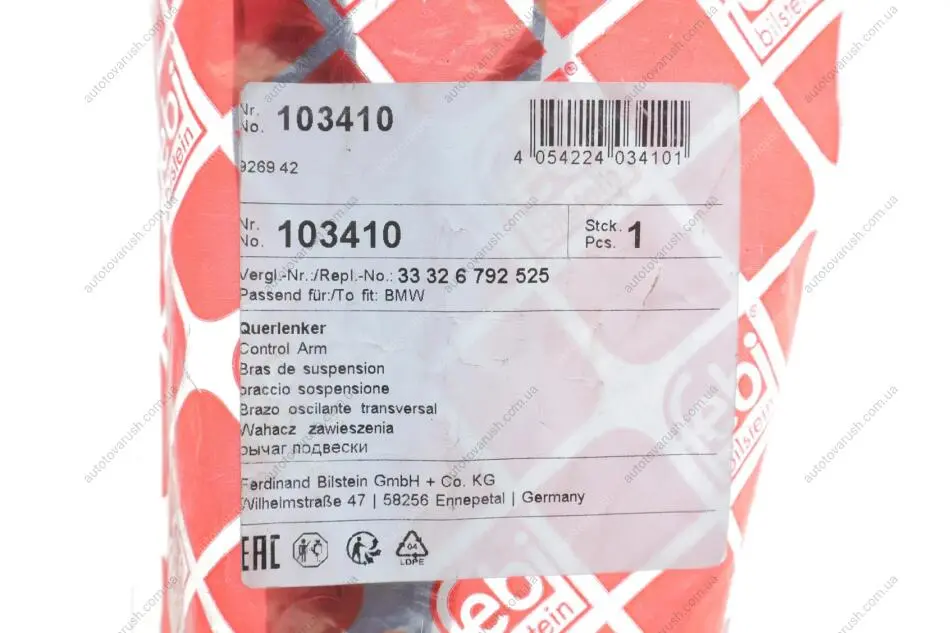 Nr. No. 103410
4 054224 034101
9269 42
Nr. No. 103410
Stck. Pcs. 1
Vergl.-Nr.:/Repl.-No.: 33 32 6 792 525
Passend für:/To fit: BMW
Querlenker
Control Arm
Bras de suspension
braccio sospensione
Brazo oscilante transversal
Wahacz zawieszenia
рычаг подвески
Ferdinand Bilstein GmbH + Co. KG
Wilhelmstraße 47 | 58256 Ennepetal | Germany
EAC
04
LDPE
febi
bilstein
autotovarush.com.ua